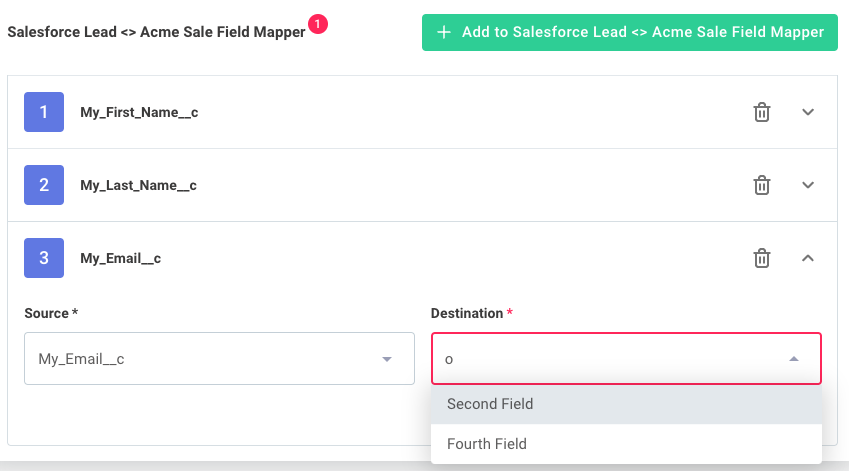 Salesforce Lead <> Acme Sale Field Mapper 1
+ Add to Salesforce Lead <> Acme Sale Field Mapper
1 My_First_Name__c
2 My_Last_Name__c
3 My_Email__c
Source * Destination *
My_Email__c o
Second Field
Fourth Field